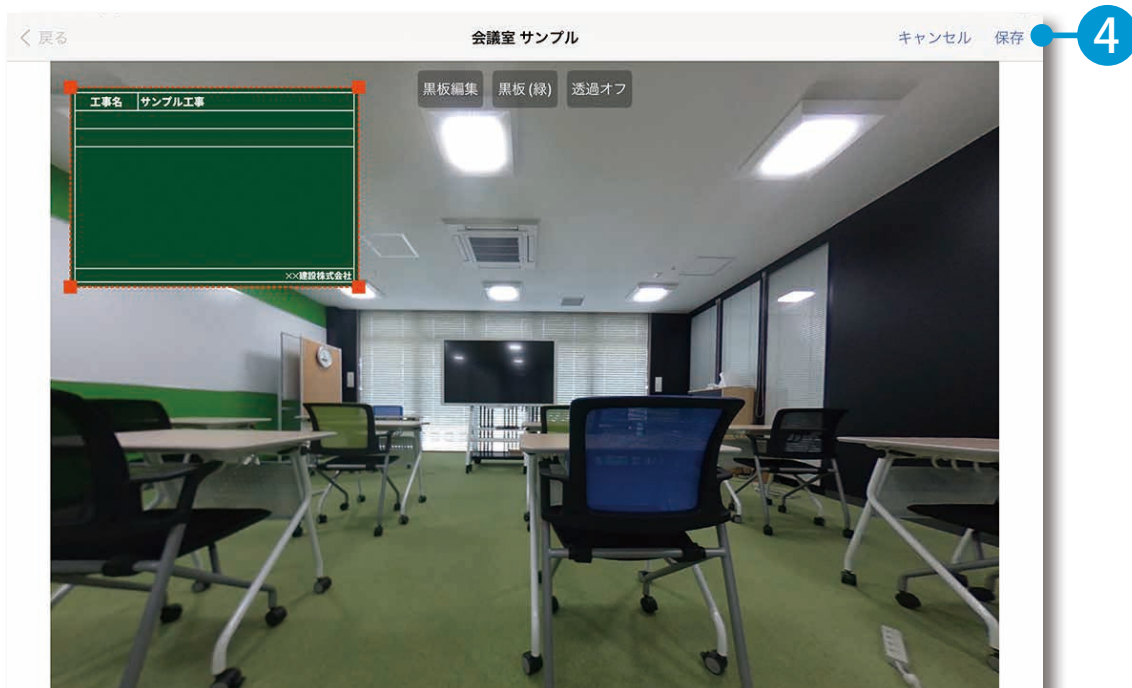 戻る
会議室 サンプル
キャンセル
保存
4
黒板編集
黒板(緑)
透過オフ
工事名 サンプル工事
××建設株式会社